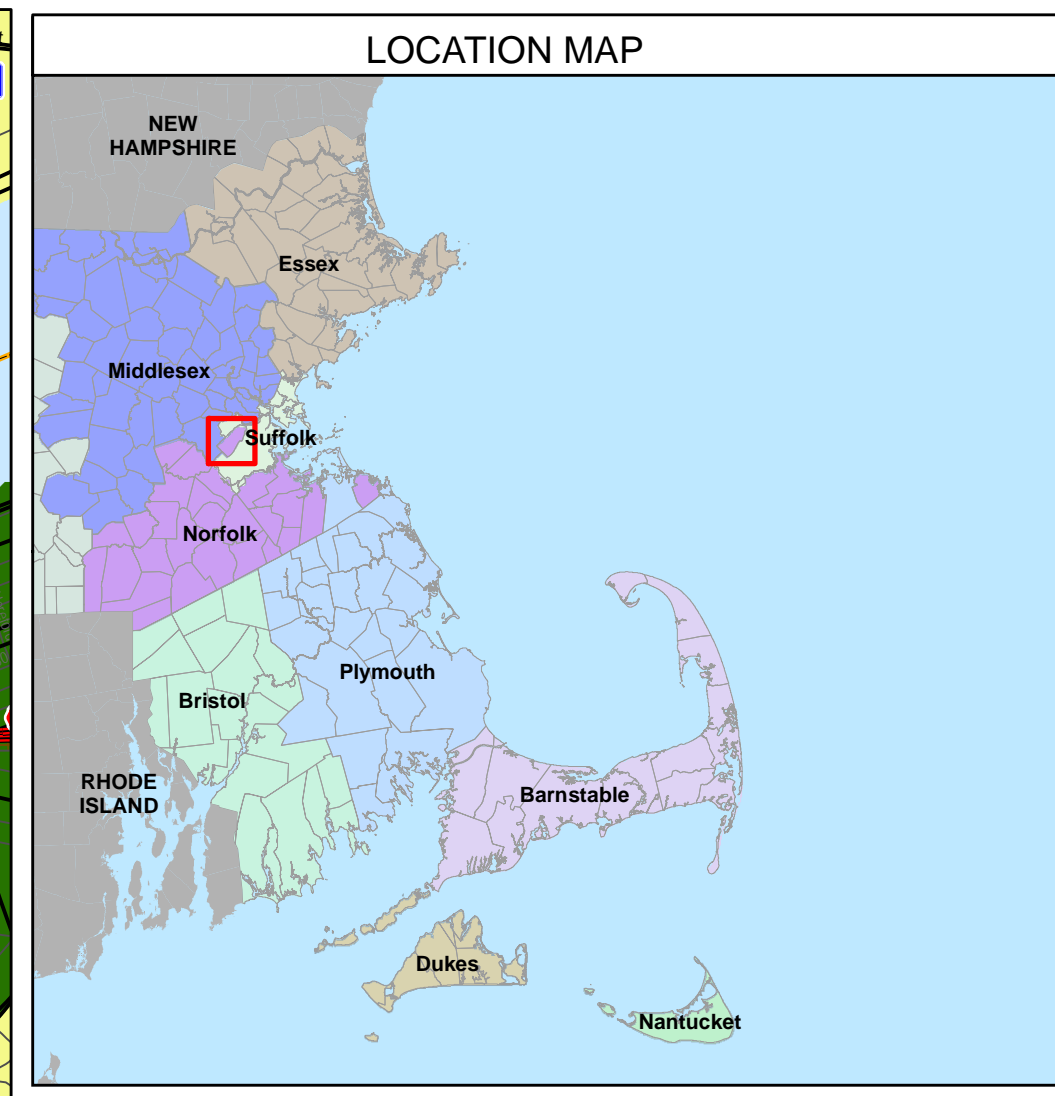 LOCATION MAP
NEW
HAMPSHIRE
Essex
Middlesex
Suffolk
Norfolk
Plymouth
Bristol
RHODE
ISLAND
Barnstable
Dukes
Nantucket